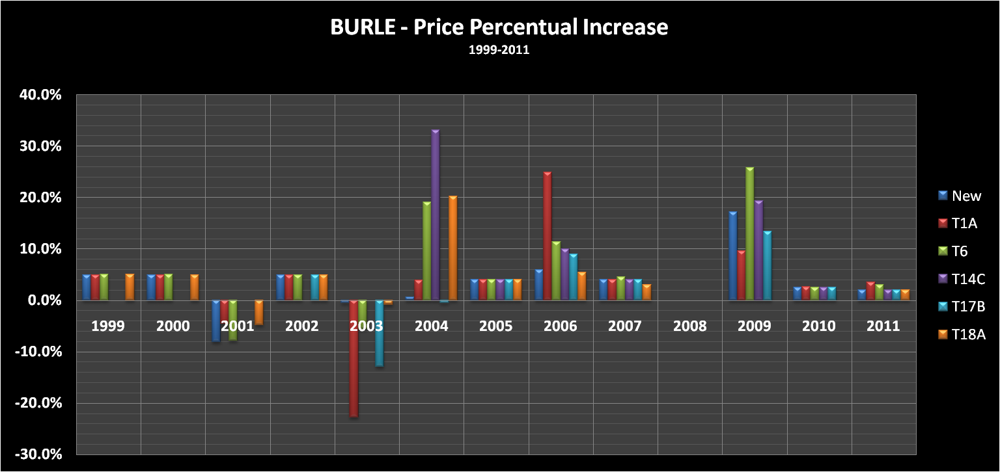 BURLE - Price Percentual Increase
1999-2011
40.0%
30.0%
20.0%
10.0%
0.0%
-10.0%
-20.0%
-30.0%
1999 2000 2001 2002 2003 2004 2005 2006 2007 2008 2009 2010 2011
New
T1A
T6
T14C
T17B
T18A